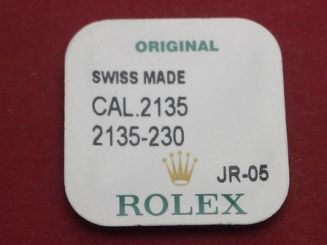 ORIGINAL
SWISS MADE
CAL.2135
2135-230
JR-05
ROLEX